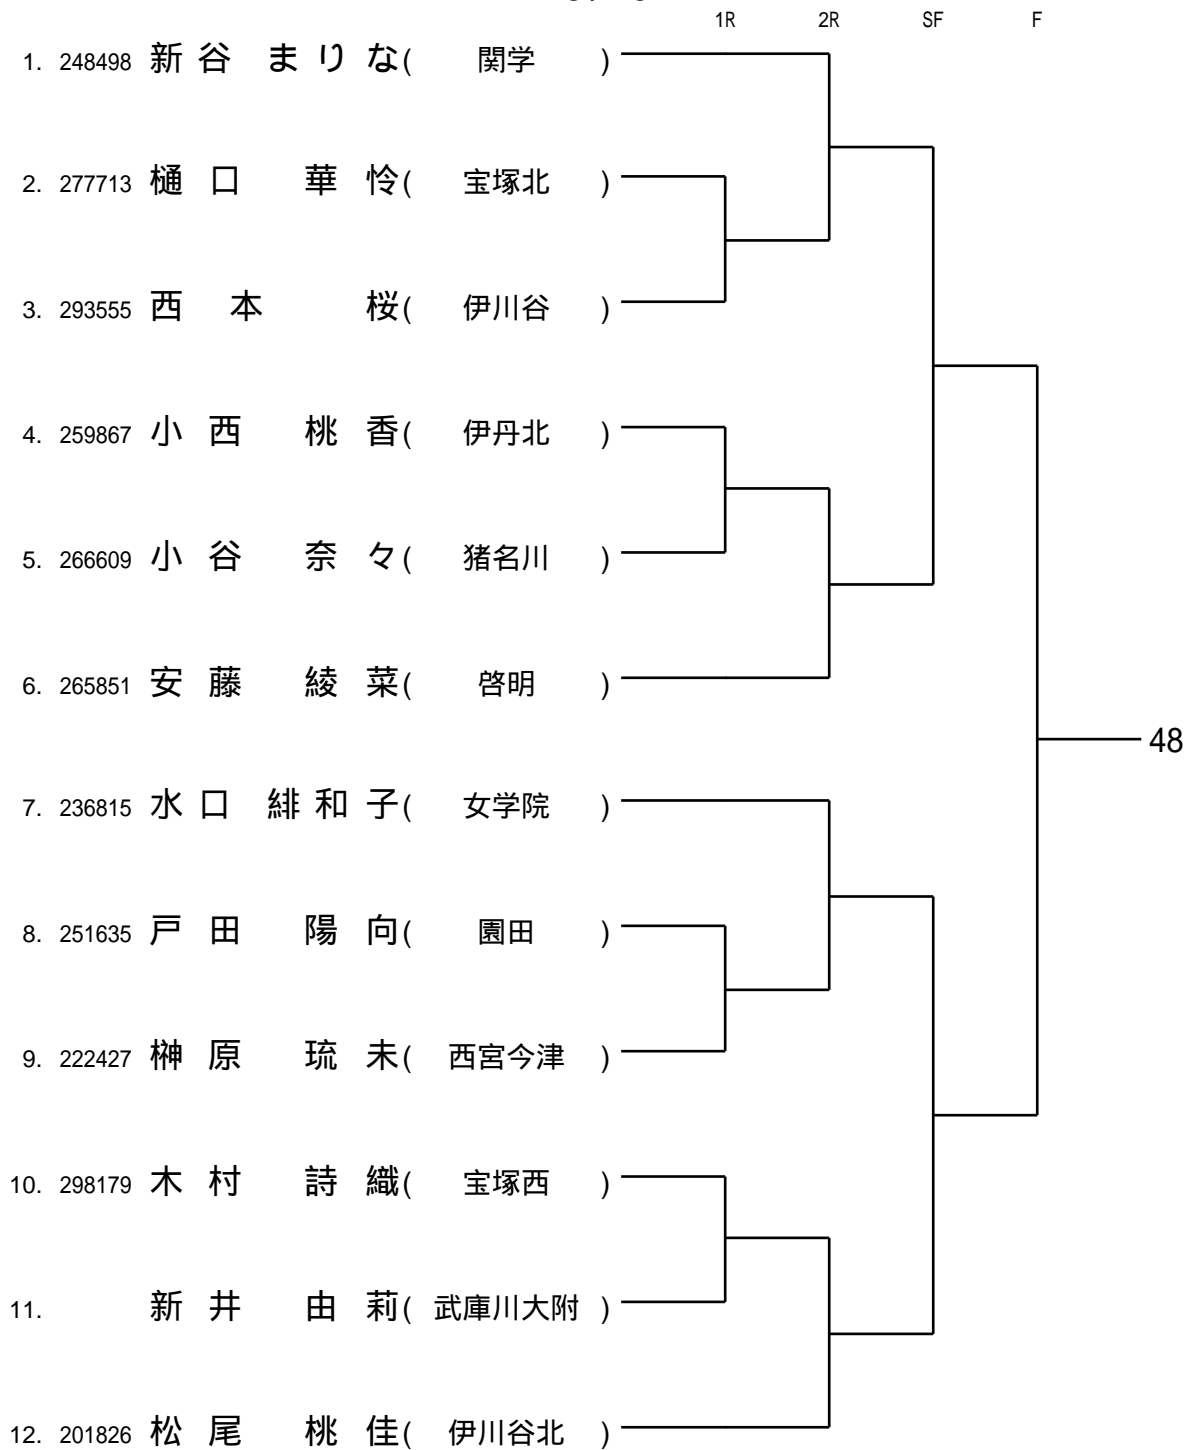 1R 2R SF F
1. 248498 新谷 まりな( 関学 )
2. 277713 樋口 華怜( 宝塚北 )
3. 293555 西本 桜( 伊川谷 )
4. 259867 小西 桃香( 伊丹北 )
5. 266609 小谷 奈々( 猪名川 )
6. 265851 安藤 綾菜( 啓明 )
48
7. 236815 水口 緋和子( 女学院 )
8. 251635 戸田 陽向( 園田 )
9. 222427 榊原 琉未( 西宮今津 )
10. 298179 木村 詩織( 宝塚西 )
11. 新井 由莉( 武庫川大附 )
12. 201826 松尾 桃佳( 伊川谷北 )